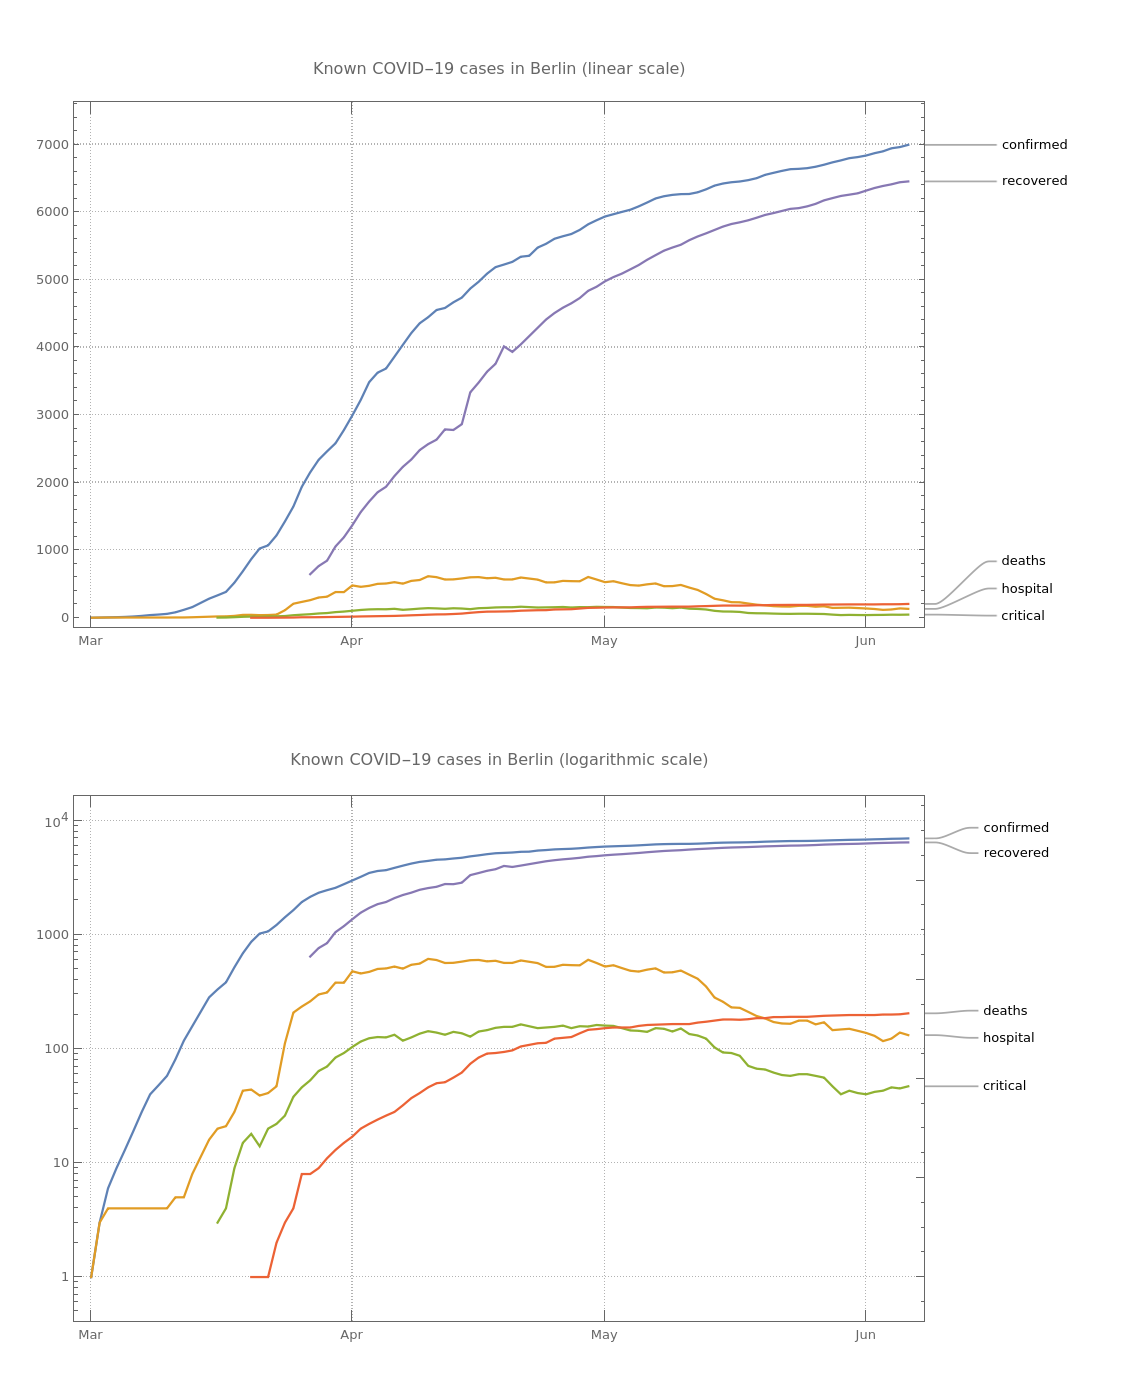 Known COVID‒19 cases in Berlin (linear scale)
7000
6000
5000
4000
3000
2000
1000
0
confirmed
recovered
deaths
hospital
critical
Mar Apr May Jun
Known COVID‒19 cases in Berlin (logarithmic scale)
10⁴
1000
100
10
1
confirmed
recovered
deaths
hospital
critical
Mar Apr May Jun